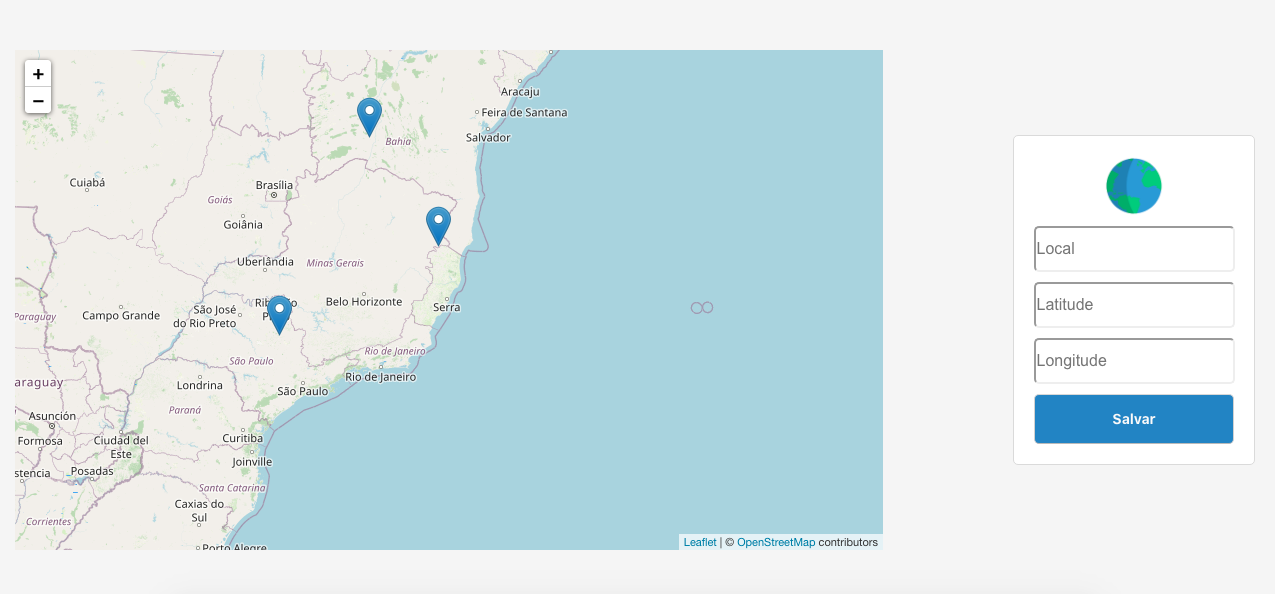 +
−
Aracaju
Feira de Santana
Salvador
Bahia
Cuiabá
Brasília
Goiás
Goiânia
Uberlândia
Minas Gerais
Belo Horizonte
São José
do Rio Preto
Campo Grande
Paraguay
Serra
São Paulo
Rio de Janeiro
Rio de Janeiro
araguay
Londrina
São Paulo
Paraná
Asunción
Formosa
Ciudad del
Este
Curitiba
Joinville
stencia
Posadas
Santa Catarina
Caxias do
Sul
Corrientes
Porto Alegre
Leaflet | © OpenStreetMap contributors
Local
Latitude
Longitude
Salvar